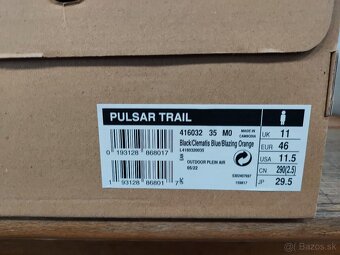 PULSAR TRAIL
416032 35 M0
MADE IN
CAMBODIA
Black/Clematis Blue/Blazing Orange
L4160320035
EAN
0 193128 868017
OUTDOOR PLEIN AIR
05/22
1 93128 86801 7
UK 11
EUR 46
USA 11.5
CN 290(2.5)
JP 29.5
bazos.sk